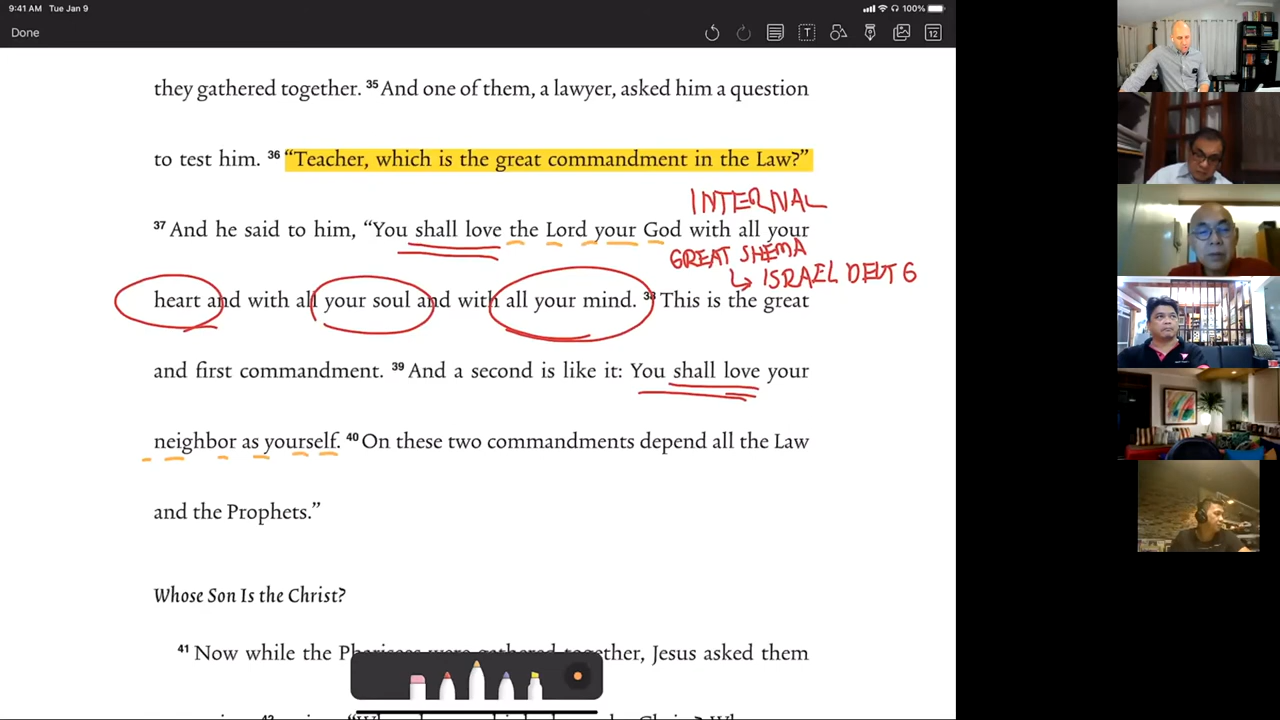 9:41 AM Tue Jan 9
100%
Done
12
they gathered together. 35 And one of them, a lawyer, asked him a question
to test him. 36 “Teacher, which is the great commandment in the Law?”
INTERNAL
37 And he said to him, “You shall love the Lord your God with all your
GREAT SHEMA
ISRAEL DEUT 6
heart and with all your soul and with all your mind. 38 This is the great
and first commandment. 39 And a second is like it: You shall love your
neighbor as yourself. 40 On these two commandments depend all the Law
and the Prophets.”
Whose Son Is the Christ?
41 Now while the Pharisees were gathered together, Jesus asked them